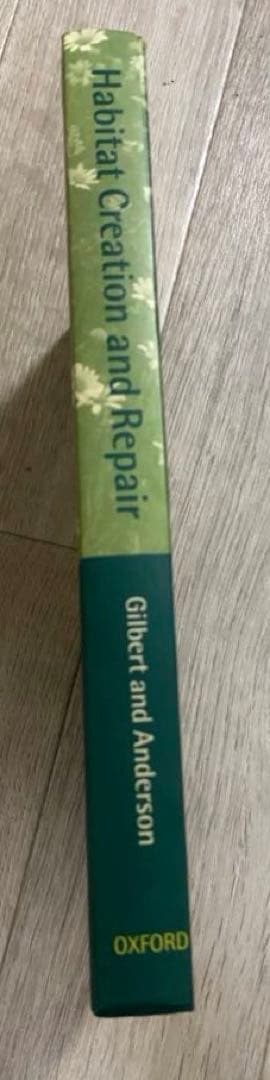 Habitat Creation and Repair
Gilbert and Anderson
OXFORD